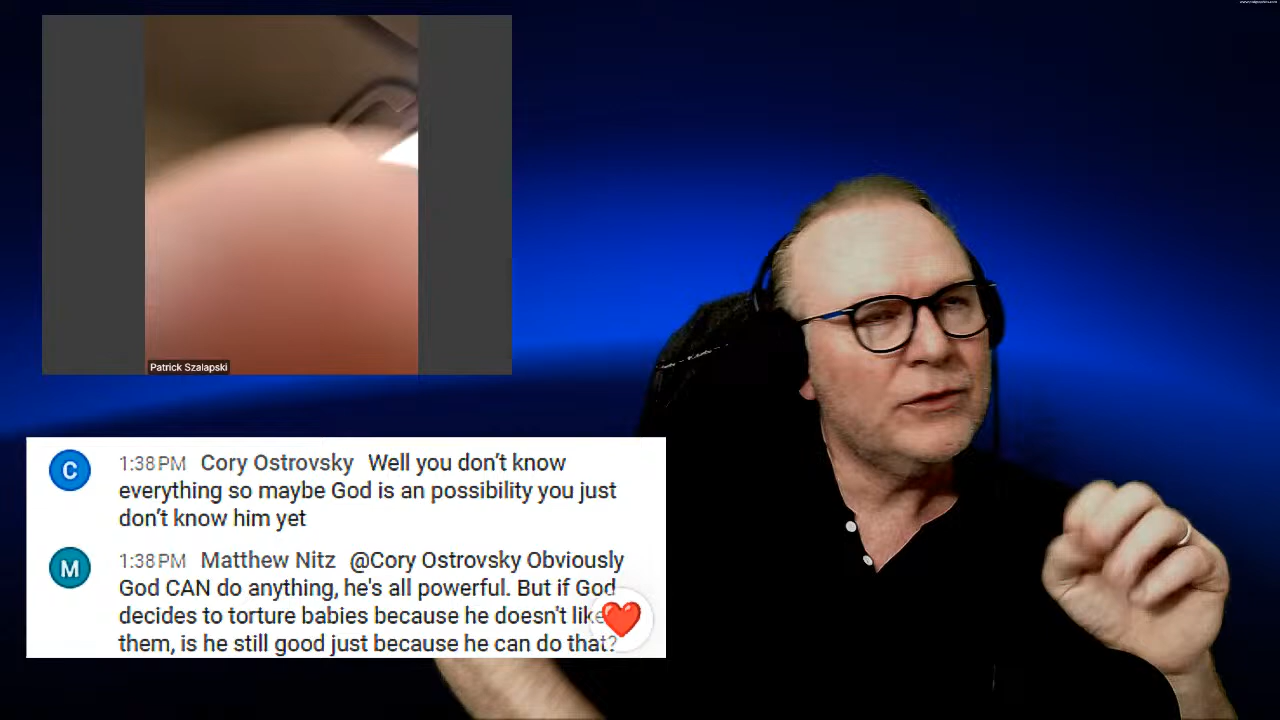 Patrick Szalapski
C 1:38 PM Cory Ostrovsky Well you don’t know
everything so maybe God is an possibility you just
don’t know him yet
M 1:38 PM Matthew Nitz @Cory Ostrovsky Obviously
God CAN do anything, he's all powerful. But if God
decides to torture babies because he doesn't like
them, is he still good just because he can do that?